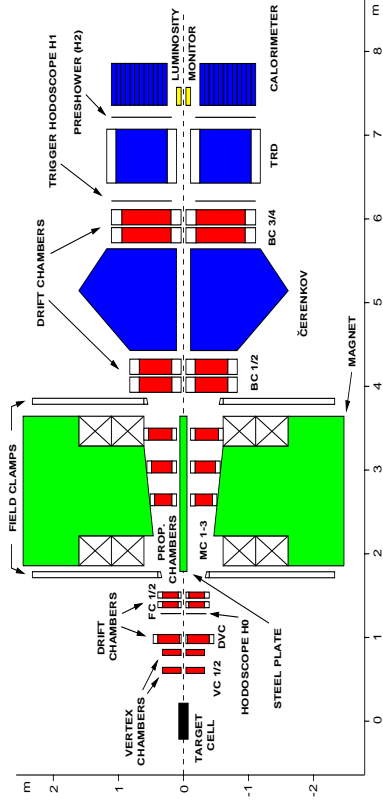 m
2
1
0
-1
-2
m
0
1
2
3
4
5
6
7
8
FIELD CLAMPS
DRIFT CHAMBERS
TRIGGER HODOSCOPE H1
PRESHOWER (H2)
LUMINOSITY
MONITOR
DRIFT
CHAMBERS
FC 1/2
VERTEX
CHAMBERS
PROP.
CHAMBERS
TARGET
CELL
VC 1/2
DVC
HODOSCOPE H0
STEEL PLATE
MC 1-3
BC 1/2
MAGNET
ČERENKOV
BC 3/4
TRD
CALORIMETER